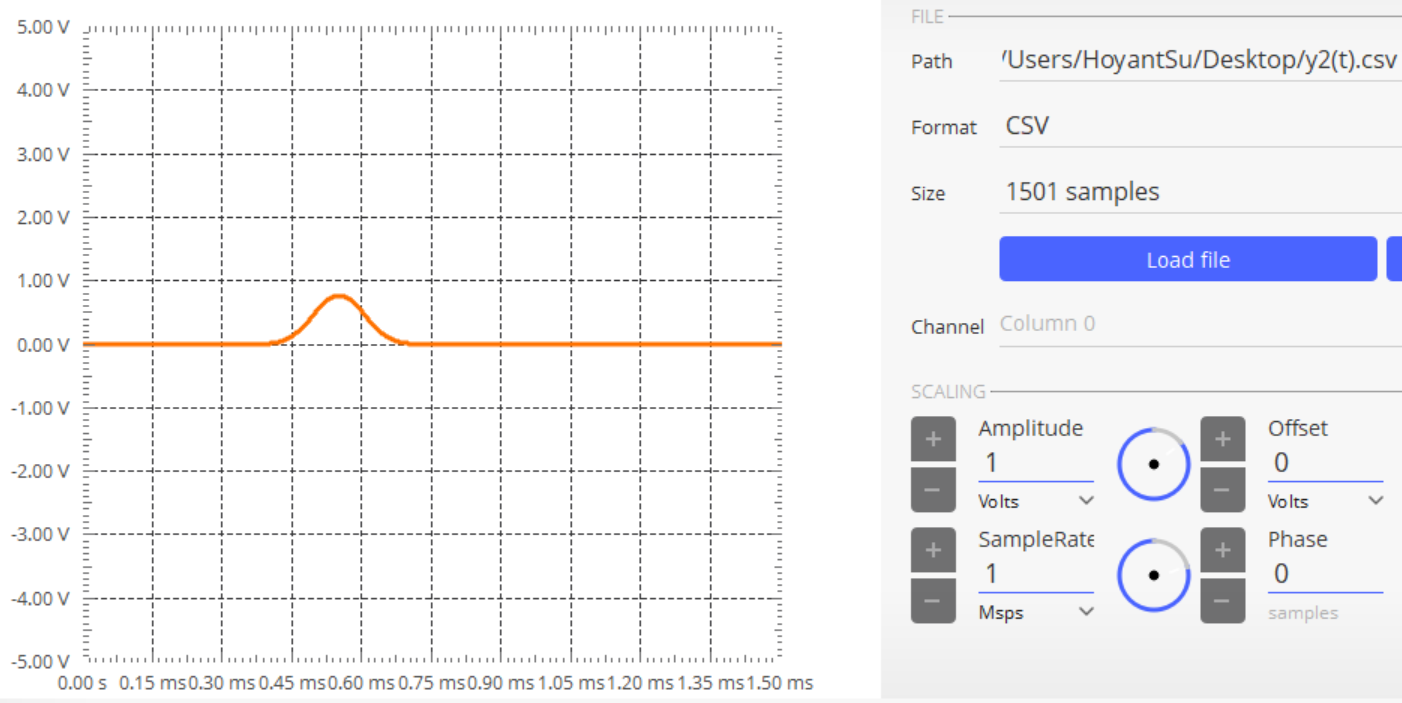 5.00 V
4.00 V
3.00 V
2.00 V
1.00 V
0.00 V
-1.00 V
-2.00 V
-3.00 V
-4.00 V
-5.00 V
0.00 s 0.15 ms 0.30 ms 0.45 ms 0.60 ms 0.75 ms 0.90 ms 1.05 ms 1.20 ms 1.35 ms 1.50 ms
FILE
Path /Users/HoyantSu/Desktop/y2(t).csv
Format CSV
Size 1501 samples
Load file
Channel Column 0
SCALING
+ Amplitude + Offset
1 0
− Volts − Volts
+ SampleRate + Phase
1 0
− Msps − samples